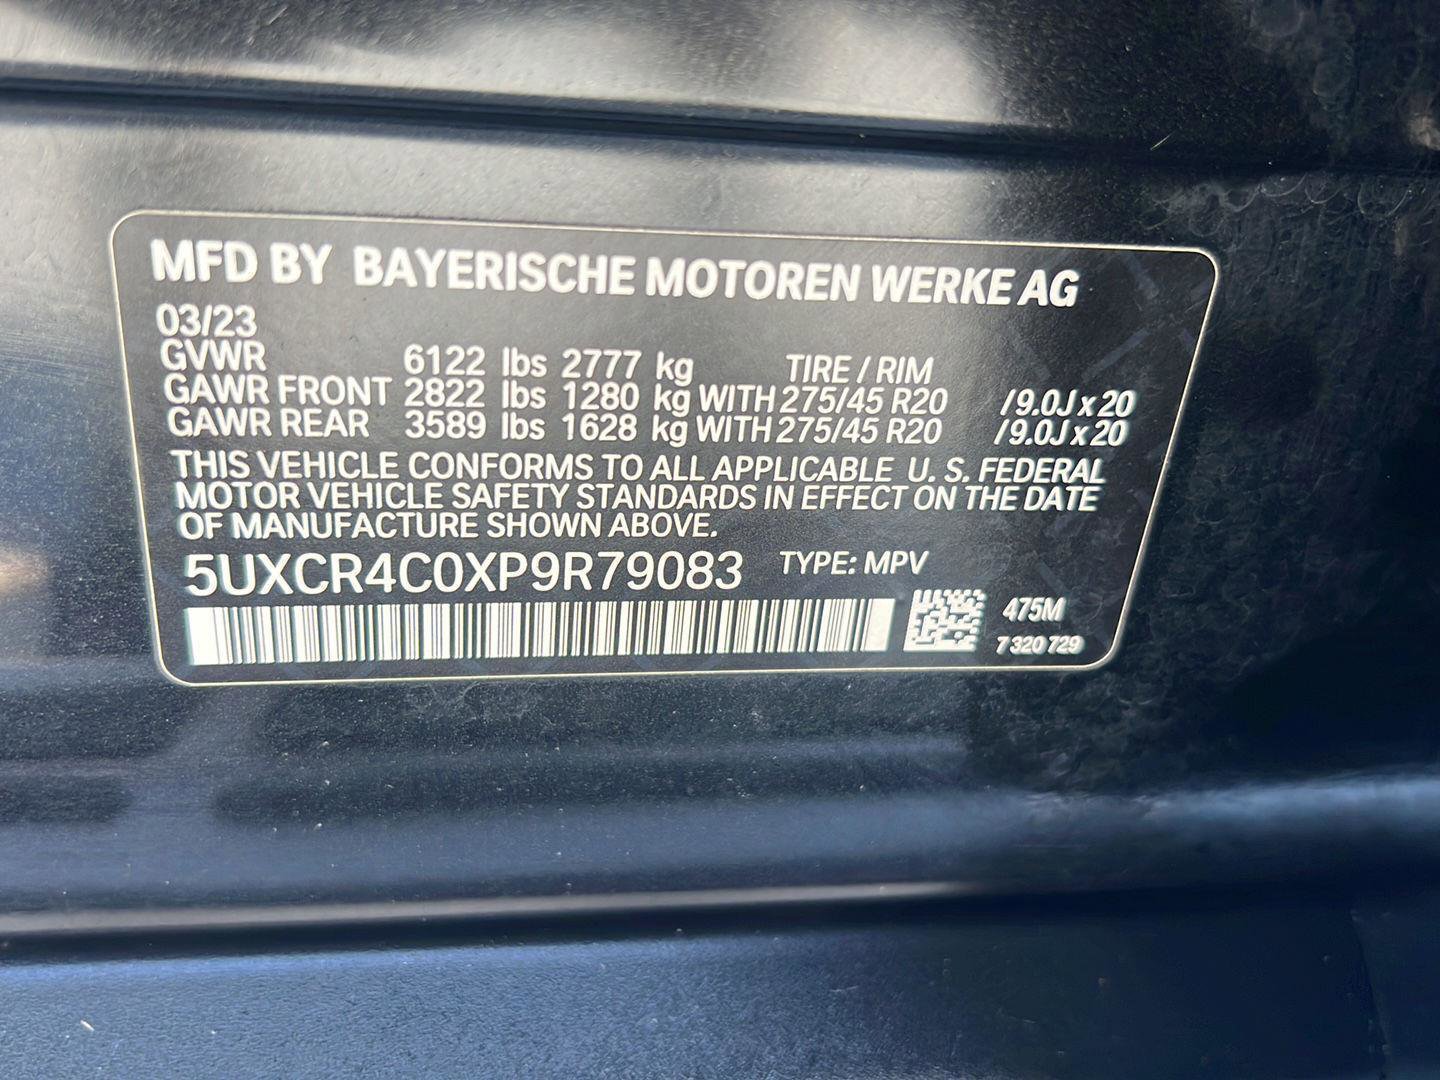 MFD BY BAYERISCHE MOTOREN WERKE AG
03/23
GVWR 6122 lbs 2777 kg TIRE / RIM
GAWR FRONT 2822 lbs 1280 kg WITH 275/45 R20 / 9.0J x 20
GAWR REAR 3589 lbs 1628 kg WITH 275/45 R20 / 9.0J x 20
THIS VEHICLE CONFORMS TO ALL APPLICABLE U. S. FEDERAL
MOTOR VEHICLE SAFETY STANDARDS IN EFFECT ON THE DATE
OF MANUFACTURE SHOWN ABOVE.
5UXCR4C0XP9R79083 TYPE: MPV
475M
7 320 729